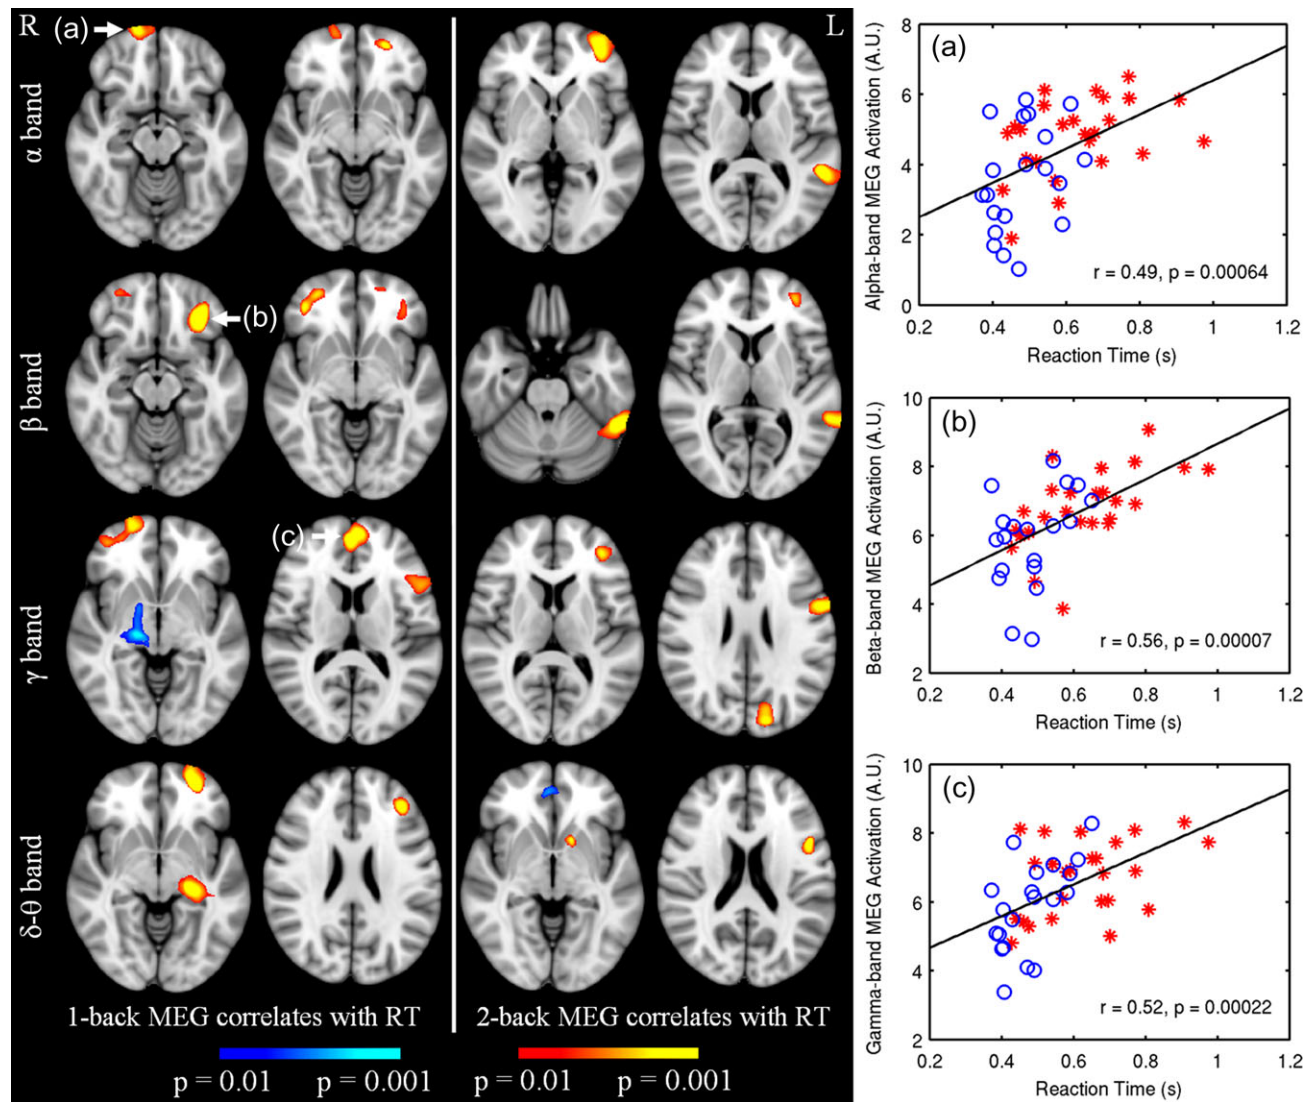 R
(a)
L
α band
(b)
β band
(c)
γ band
δ-θ band
1-back MEG correlates with RT
2-back MEG correlates with RT
p = 0.01
p = 0.001
p = 0.01
p = 0.001
(a)
8
6
4
2
0
Alpha-band MEG Activation (A.U.)
r = 0.49, p = 0.00064
0.2 0.4 0.6 0.8 1 1.2
Reaction Time (s)
(b)
10
8
6
4
2
Beta-band MEG Activation (A.U.)
r = 0.56, p = 0.00007
0.2 0.4 0.6 0.8 1 1.2
Reaction Time (s)
(c)
10
8
6
4
2
Gamma-band MEG Activation (A.U.)
r = 0.52, p = 0.00022
0.2 0.4 0.6 0.8 1 1.2
Reaction Time (s)